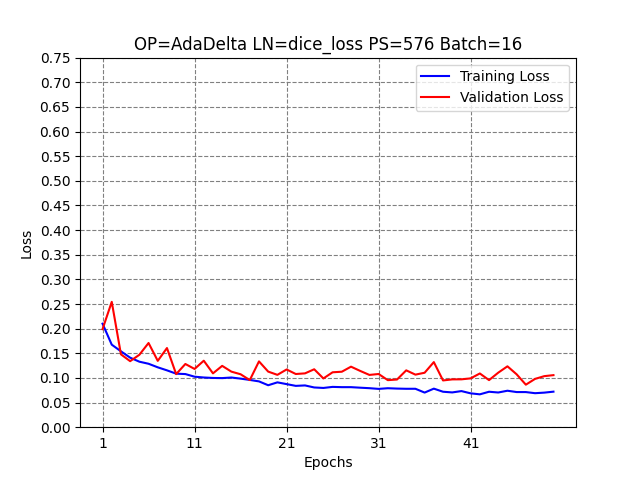 OP=AdaDelta LN=dice_loss PS=576 Batch=16
Training Loss
Validation Loss
0.75
0.70
0.65
0.60
0.55
0.50
0.45
0.40
0.35
0.30
0.25
0.20
0.15
0.10
0.05
0.00
Loss
1 11 21 31 41
Epochs